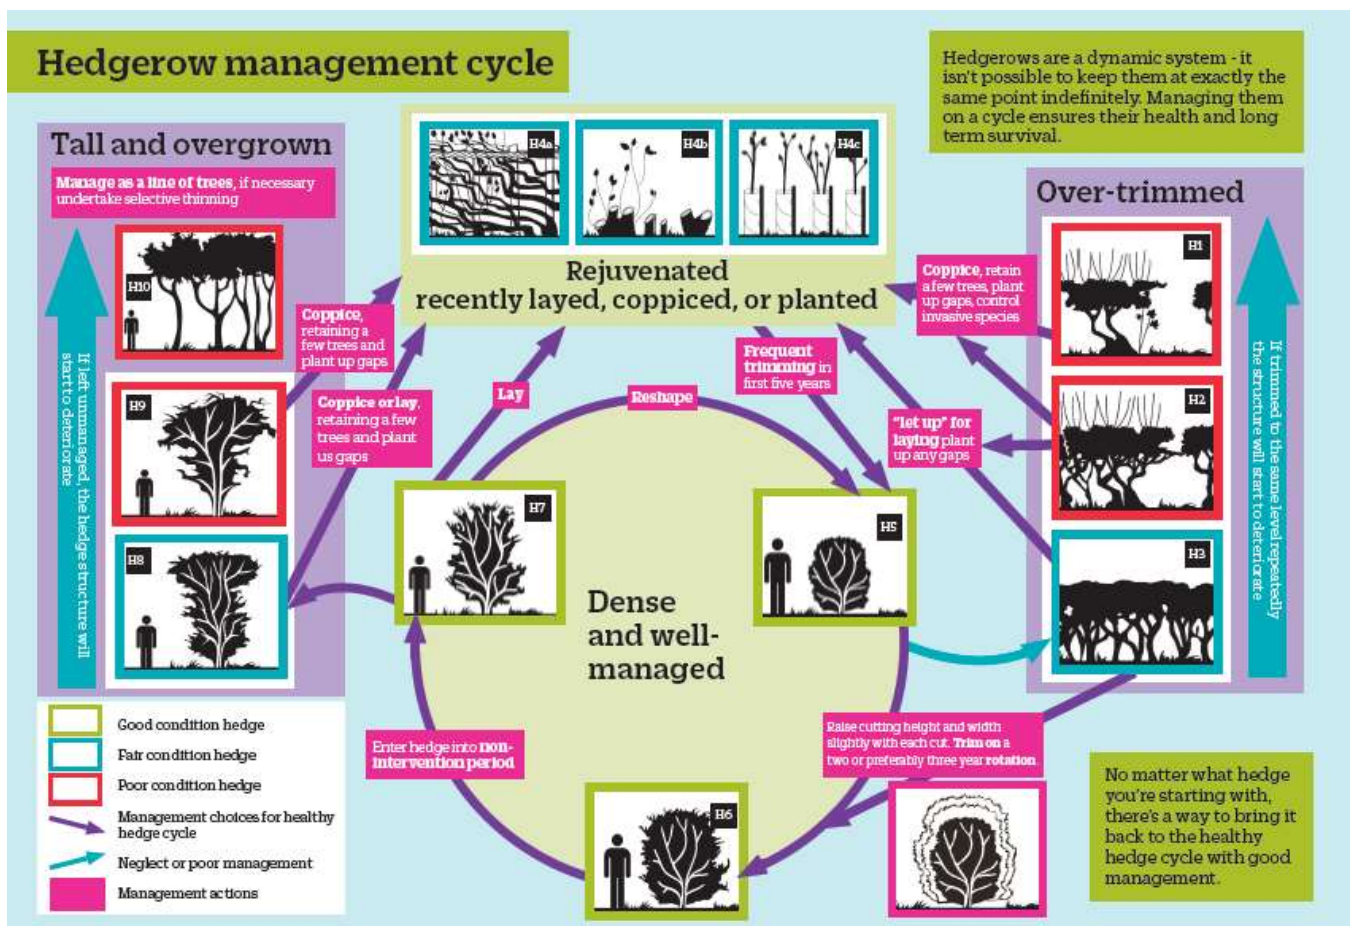 Hedgerow management cycle
Hedgerows are a dynamic system - it
isn't possible to keep them at exactly the
same point indefinitely. Managing them
on a cycle ensures their health and long
term survival.
Tall and overgrown
Manage as a line of trees, if necessary
undertake selective thinning
H10
H9
H8
If left unmanaged, the hedge structure will
start to deteriorate
H4a
H4b
H4c
Rejuvenated
recently layed, coppiced, or planted
Over-trimmed
H1
H2
H3
If trimmed to the same level repeatedly
the structure will start to deteriorate
Coppice,
retaining a
few trees and
plant up gaps
Coppice or lay,
retaining a few
trees and plant
us gaps
Lay
Reshape
Frequent
trimming in
first five years
Coppice, retain
a few trees, plant
up gaps, control
invasive species
"let up" for
laying plant
up any gaps
H7
H5
Dense
and well-
managed
Enter hedge into non-
intervention period
H6
Raise cutting height and width
slightly with each cut. Trim on a
two or preferably three year rotation.
Good condition hedge
Fair condition hedge
Poor condition hedge
Management choices for healthy
hedge cycle
Neglect or poor management
Management actions
No matter what hedge
you're starting with,
there's a way to bring it
back to the healthy
hedge cycle with good
management.